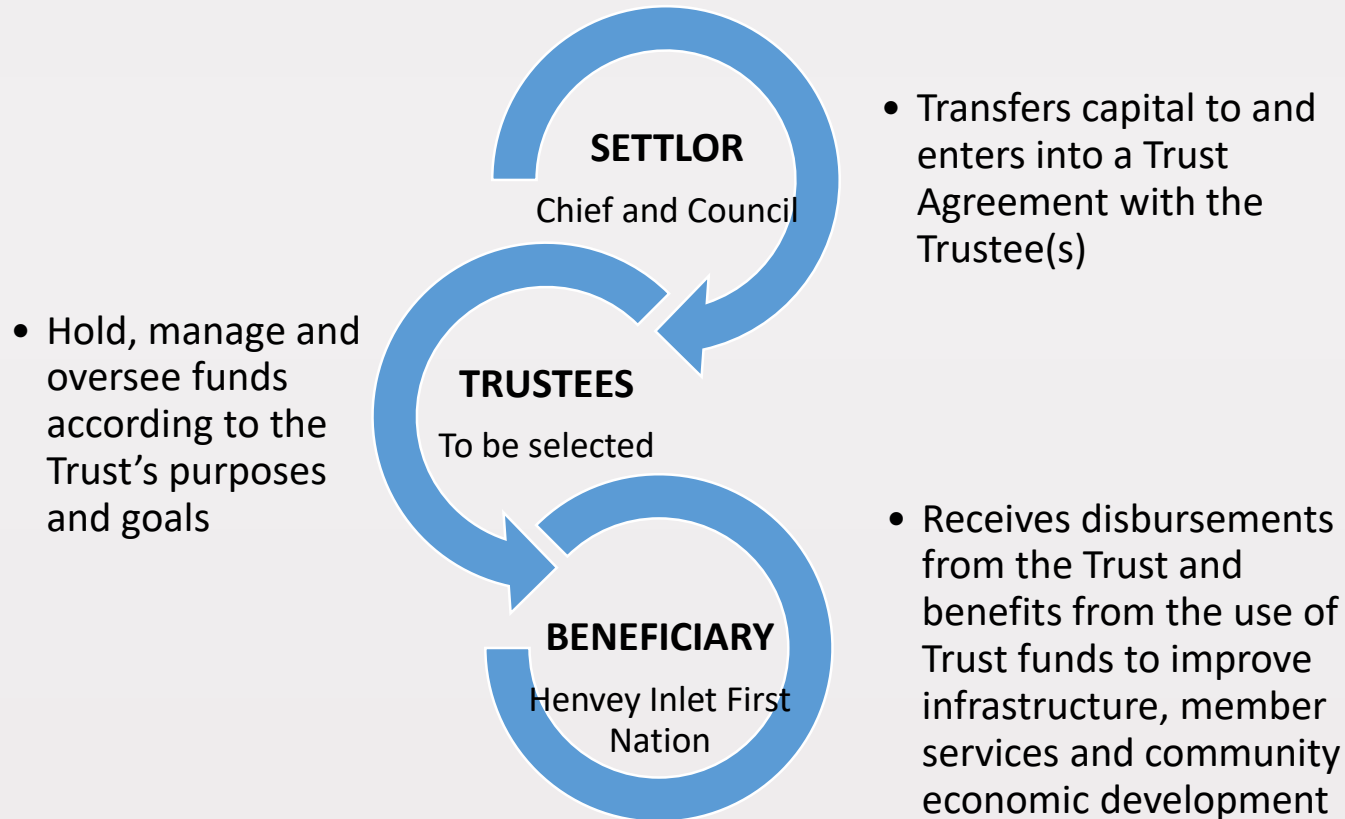 SETTLOR
Chief and Council
• Transfers capital to and
enters into a Trust
Agreement with the
Trustee(s)
• Hold, manage and
oversee funds
according to the
Trust’s purposes
and goals
TRUSTEES
To be selected
BENEFICIARY
Henvey Inlet First
Nation
• Receives disbursements
from the Trust and
benefits from the use of
Trust funds to improve
infrastructure, member
services and community
economic development